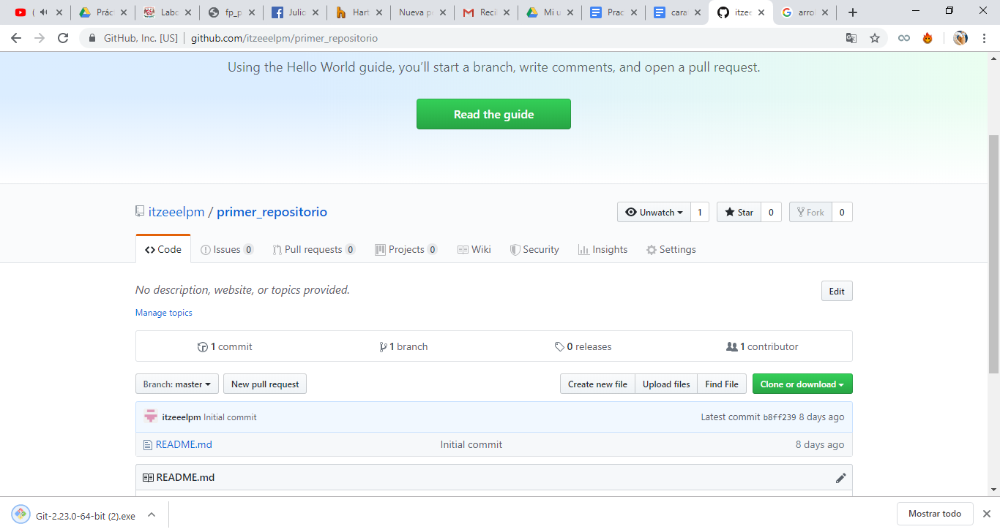 ( Prác Labc fp_p Julic Hart Nueva p Mi u Prac cara itzee arro
GitHub, Inc. [US] github.com/itzeeelpm/primer_repositorio
Using the Hello World guide, you’ll start a branch, write comments, and open a pull request.
Read the guide
itzeeelpm / primer_repositorio Unwatch 1 Star 0 Fork 0
Code Issues 0 Pull requests 0 Projects 0 Wiki Security Insights Settings
No description, website, or topics provided. Edit
Manage topics
1 commit 1 branch 0 releases 1 contributor
Branch: master New pull request Create new file Upload files Find File Clone or download
itzeeelpm Initial commit Latest commit b8ff239 8 days ago
README.md Initial commit 8 days ago
README.md
Git-2.23.0-64-bit (2).exe Mostrar todo